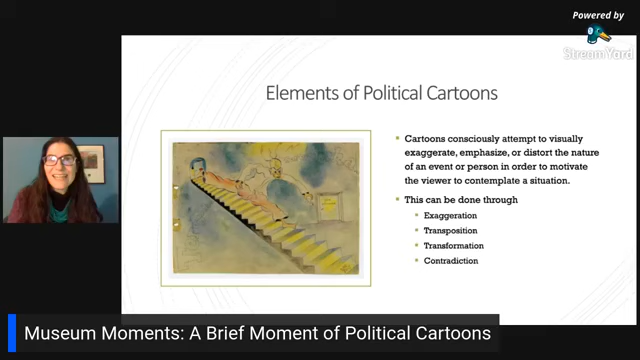 Powered by
StreamYard
Elements of Political Cartoons
Cartoons consciously attempt to visually
exaggerate, emphasize, or distort the nature
of an event or person in order to motivate
the viewer to contemplate a situation.
This can be done through
Exaggeration
Transposition
Transformation
Contradiction
Museum Moments: A Brief Moment of Political Cartoons